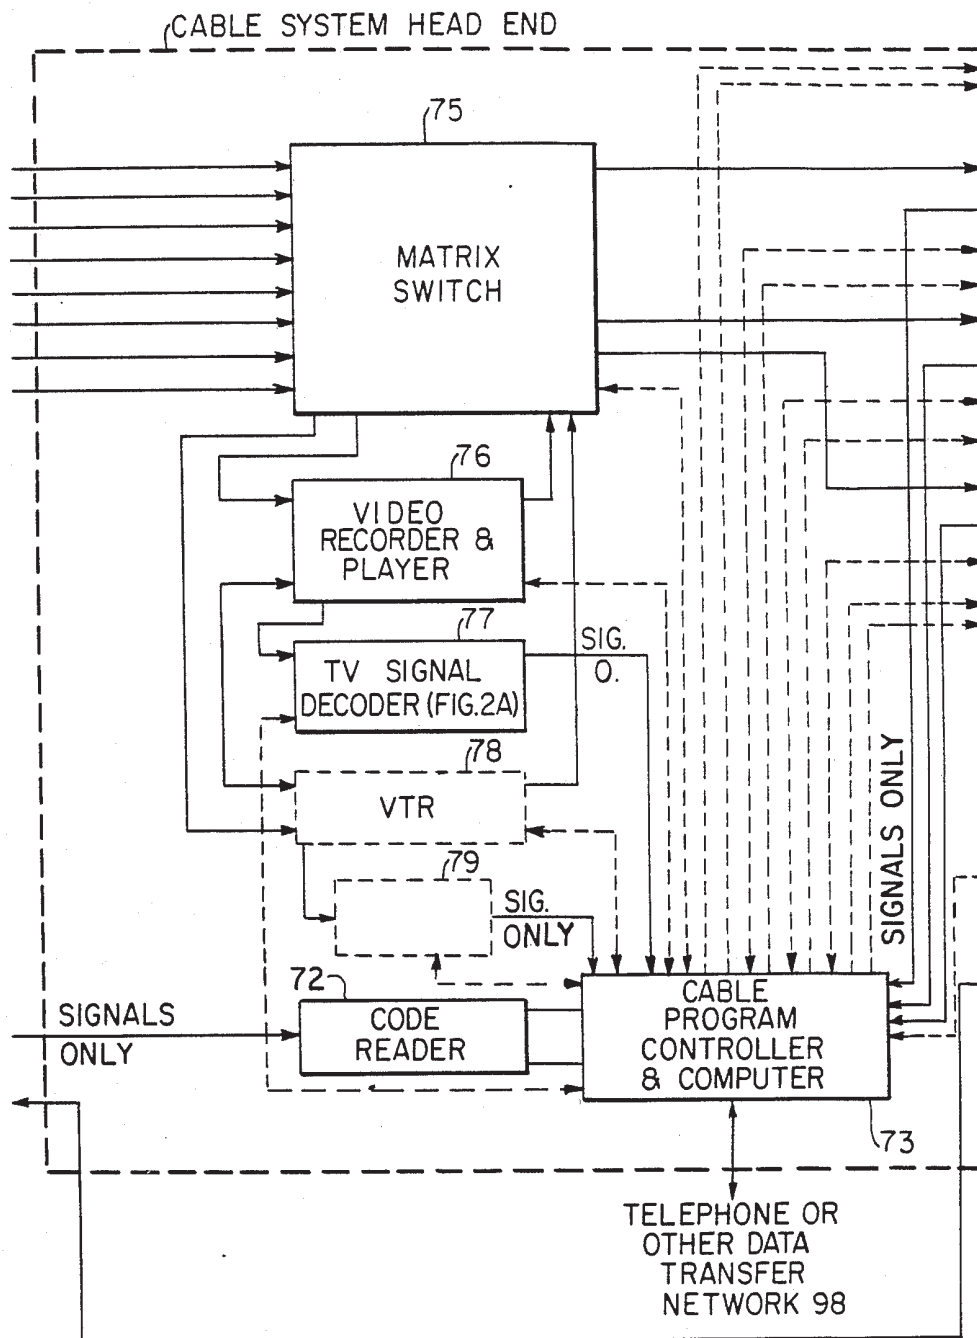 CABLE SYSTEM HEAD END
75
MATRIX
SWITCH
76
VIDEO
RECORDER &
PLAYER
77
TV SIGNAL
DECODER (FIG.2A)
SIG.
O.
78
VTR
79
SIG.
ONLY
SIGNALS ONLY
72
CODE
READER
SIGNALS
ONLY
CABLE
PROGRAM
CONTROLLER
& COMPUTER
73
TELEPHONE OR
OTHER DATA
TRANSFER
NETWORK 98